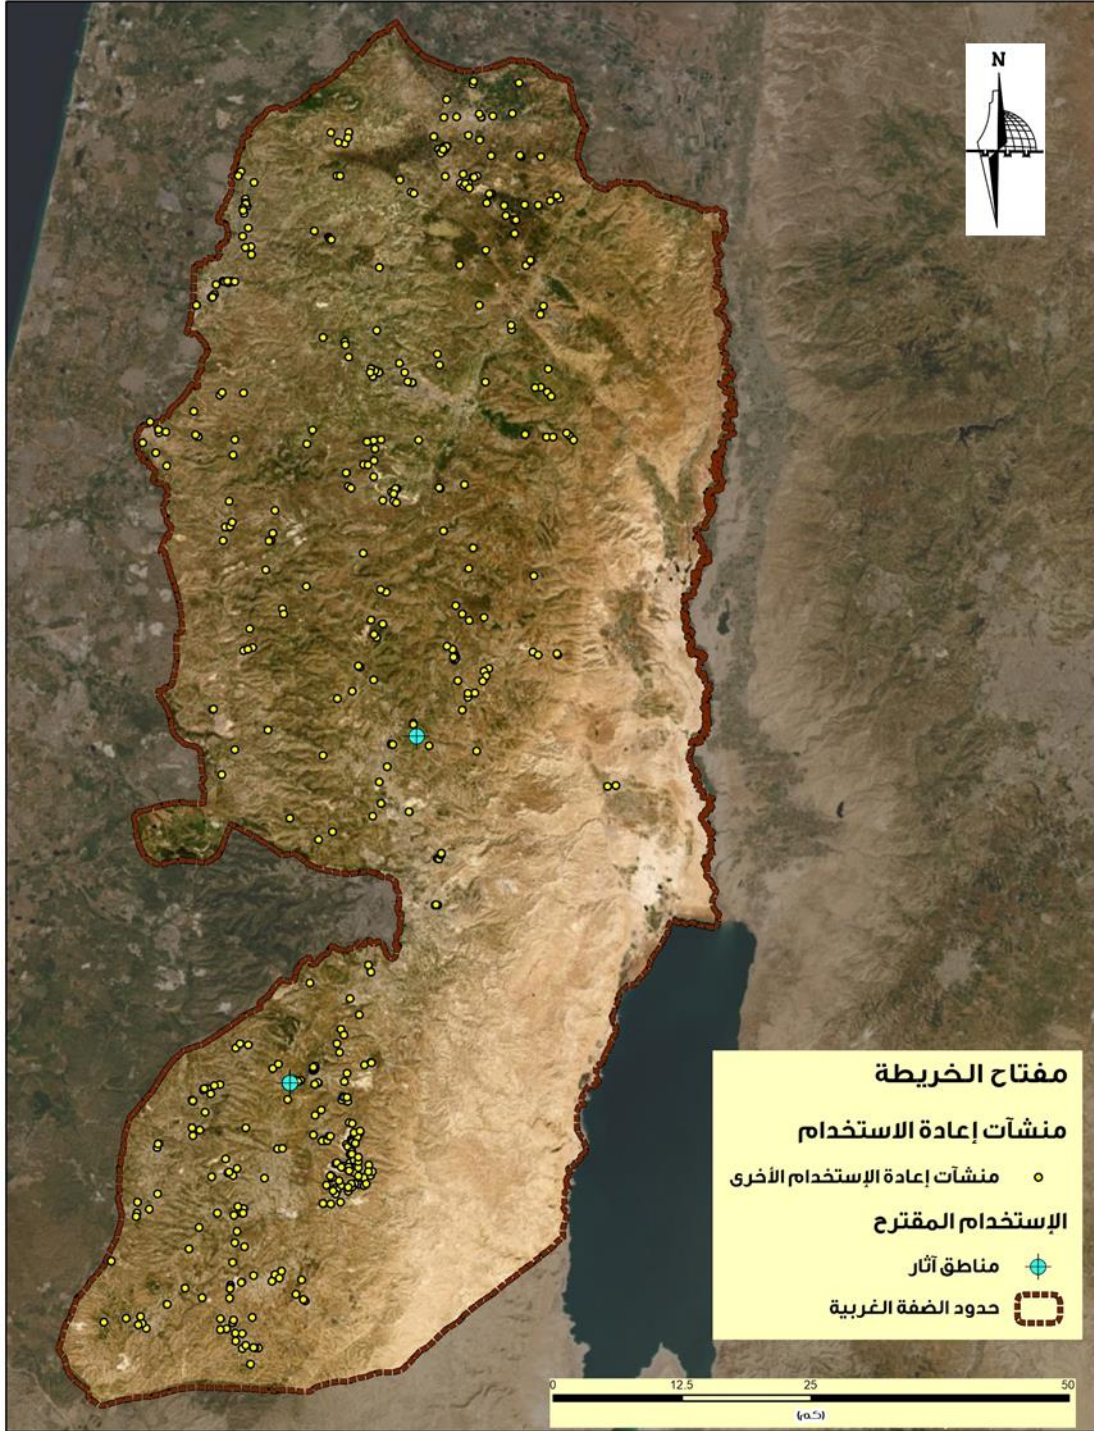 N
مفتاح الخريطة
منشآت إعادة الاستخدام
منشآت إعادة الإستخدام الأخرى
الإستخدام المقترح
مناطق آثار
حدود الضفة الغربية
0 12.5 25 50
(كم)